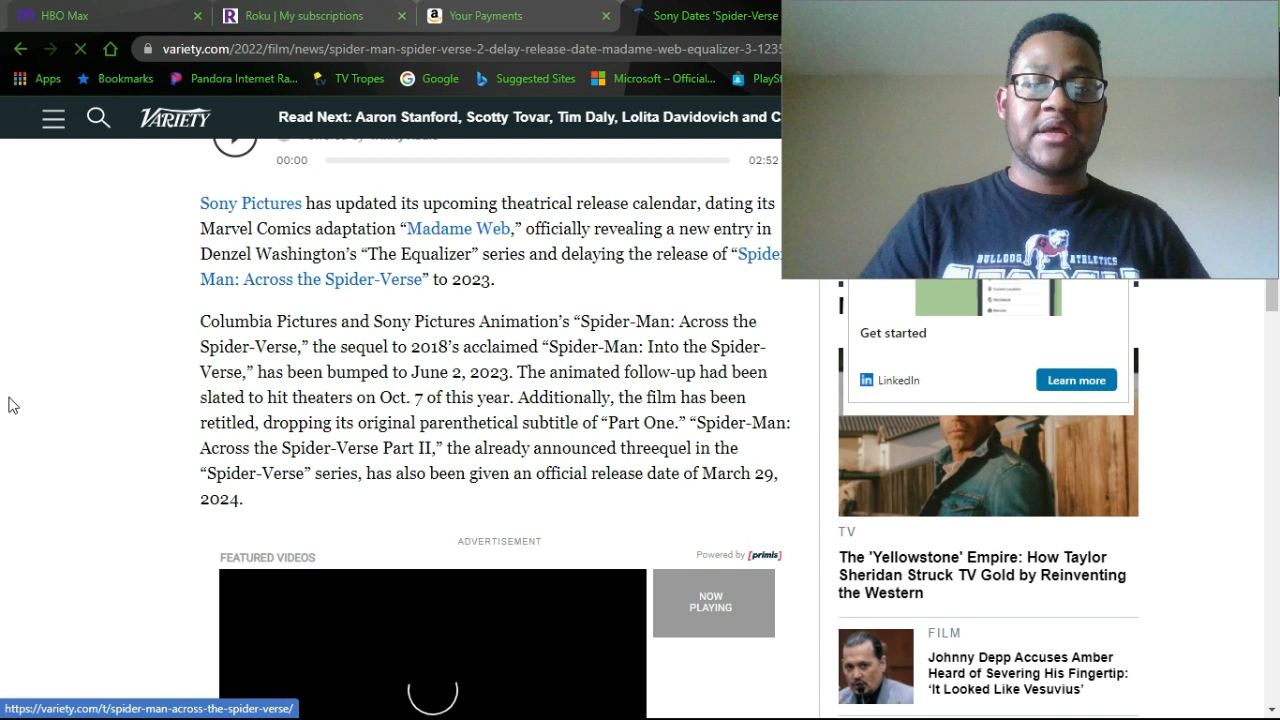 HBO Max
Roku | My subscriptions
Your Payments
Sony Dates 'Spider-Verse
variety.com/2022/film/news/spider-man-spider-verse-2-delay-release-date-madame-web-equalizer-3-1235
Apps Bookmarks Pandora Internet Ra... TV Tropes Google Suggested Sites Microsoft – Official... PlaySt
VARIETY
Read Next: Aaron Stanford, Scotty Tovar, Tim Daly, Lolita Davidovich and C
00:00
02:52
Sony Pictures has updated its upcoming theatrical release calendar, dating its
Marvel Comics adaptation “Madame Web,” officially revealing a new entry in
Denzel Washington’s “The Equalizer” series and delaying the release of “Spide
Man: Across the Spider-Verse” to 2023.
Columbia Pictures and Sony Pictures Animation’s “Spider-Man: Across the
Spider-Verse,” the sequel to 2018’s acclaimed “Spider-Man: Into the Spider-
Verse,” has been bumped to June 2, 2023. The animated follow-up had been
slated to hit theaters on Oct. 7 of this year. Additionally, the film has been
retitled, dropping its original parenthetical subtitle of “Part One.” “Spider-Man:
Across the Spider-Verse Part II,” the already announced threequel in the
“Spider-Verse” series, has also been given an official release date of March 29,
2024.
ADVERTISEMENT
FEATURED VIDEOS
Powered by [primis]
NOW
PLAYING
BULLDOG ATHLETICS
Get started
LinkedIn
Learn more
TV
The 'Yellowstone' Empire: How Taylor
Sheridan Struck TV Gold by Reinventing
the Western
FILM
Johnny Depp Accuses Amber
Heard of Severing His Fingertip:
‘It Looked Like Vesuvius’
https://variety.com/t/spider-man-across-the-spider-verse/